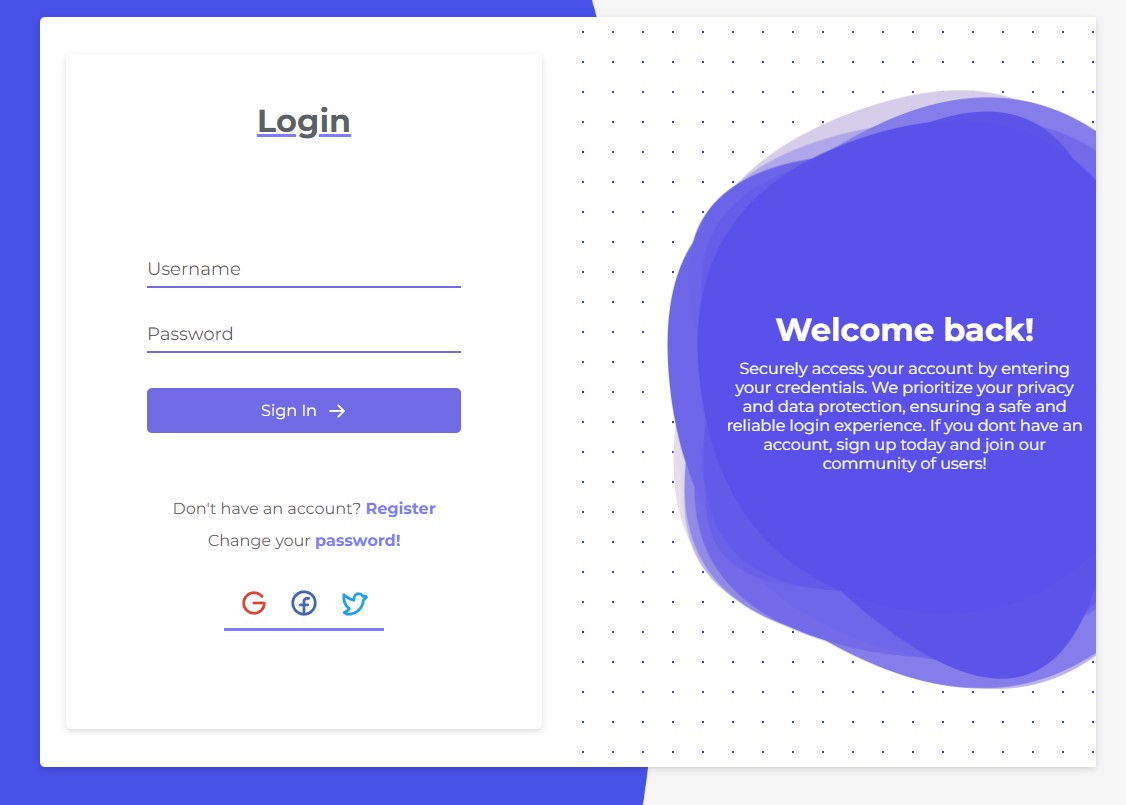 Login
Username
Password
Sign In
Don't have an account? Register
Change your password!
Welcome back!
Securely access your account by entering
your credentials. We prioritize your privacy
and data protection, ensuring a safe and
reliable login experience. If you dont have an
account, sign up today and join our
community of users!